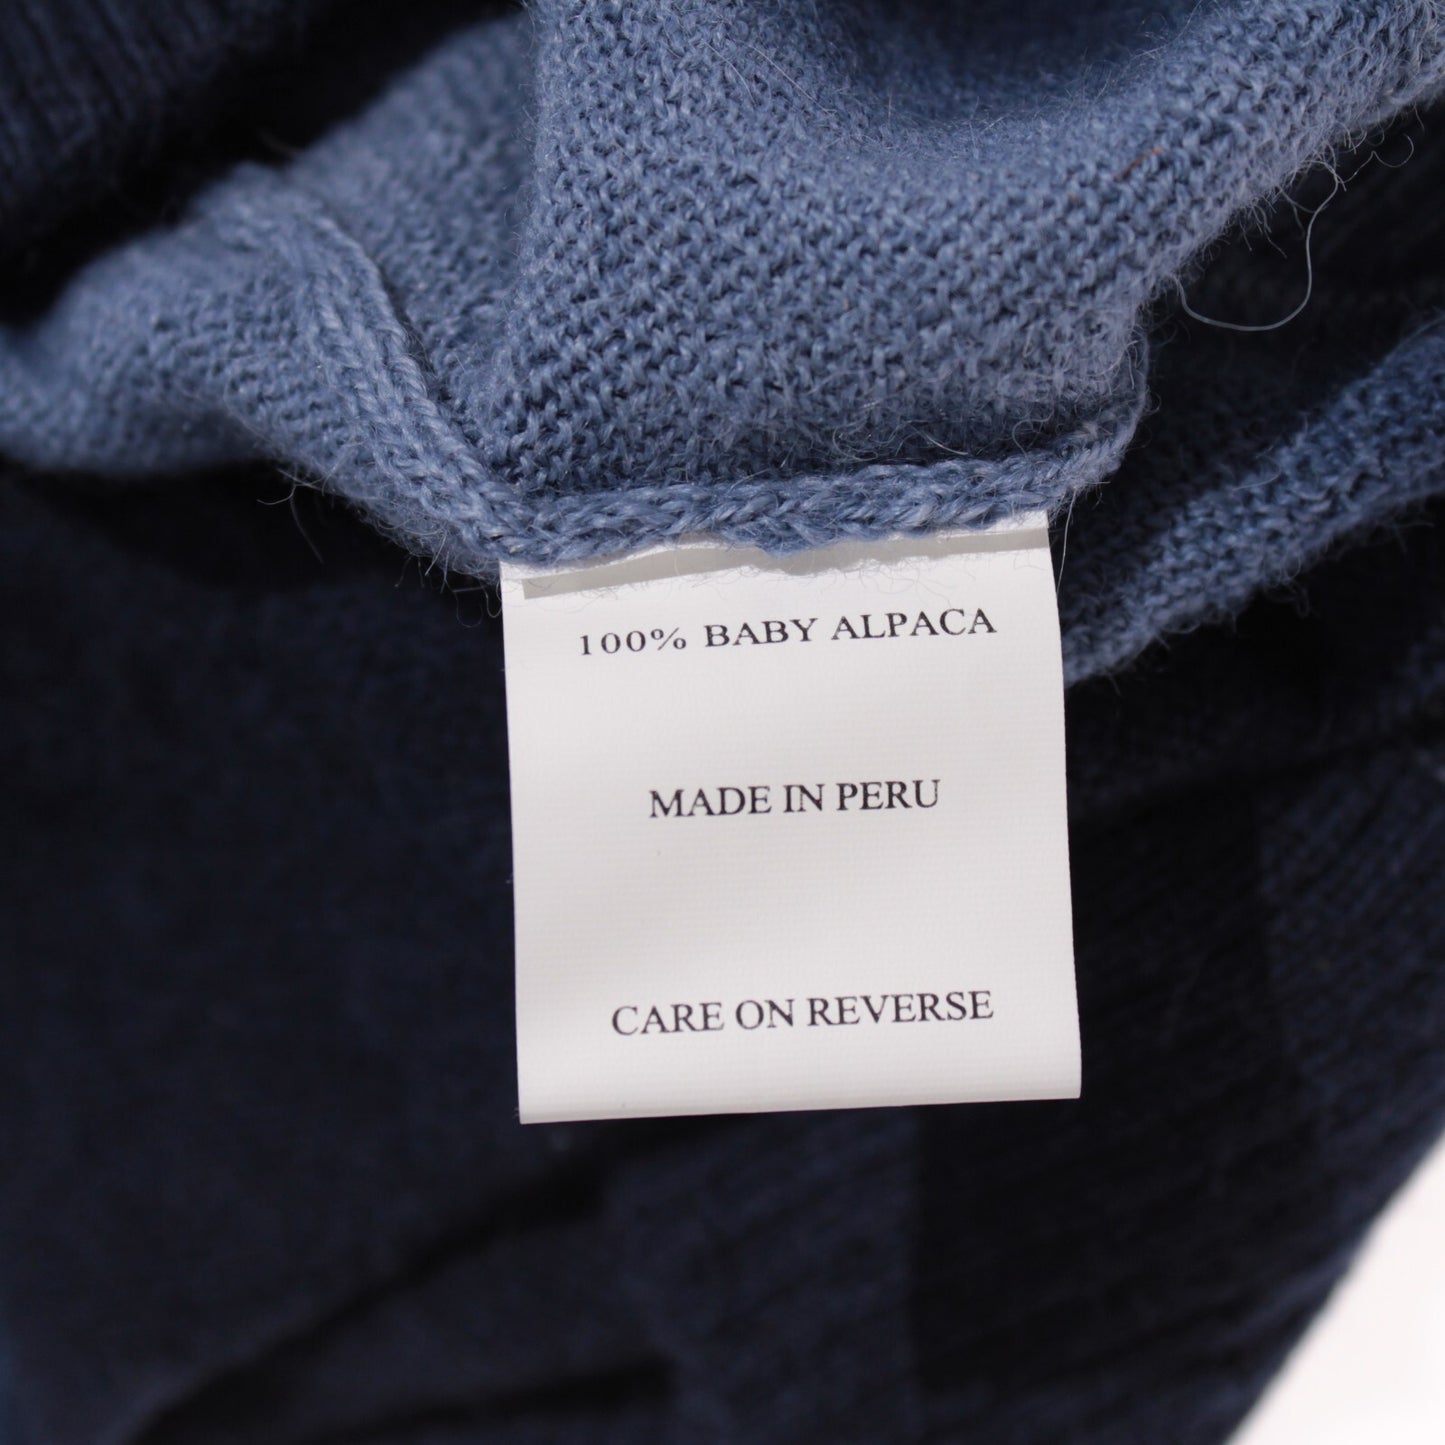 100% BABY ALPACA
MADE IN PERU
CARE ON REVERSE